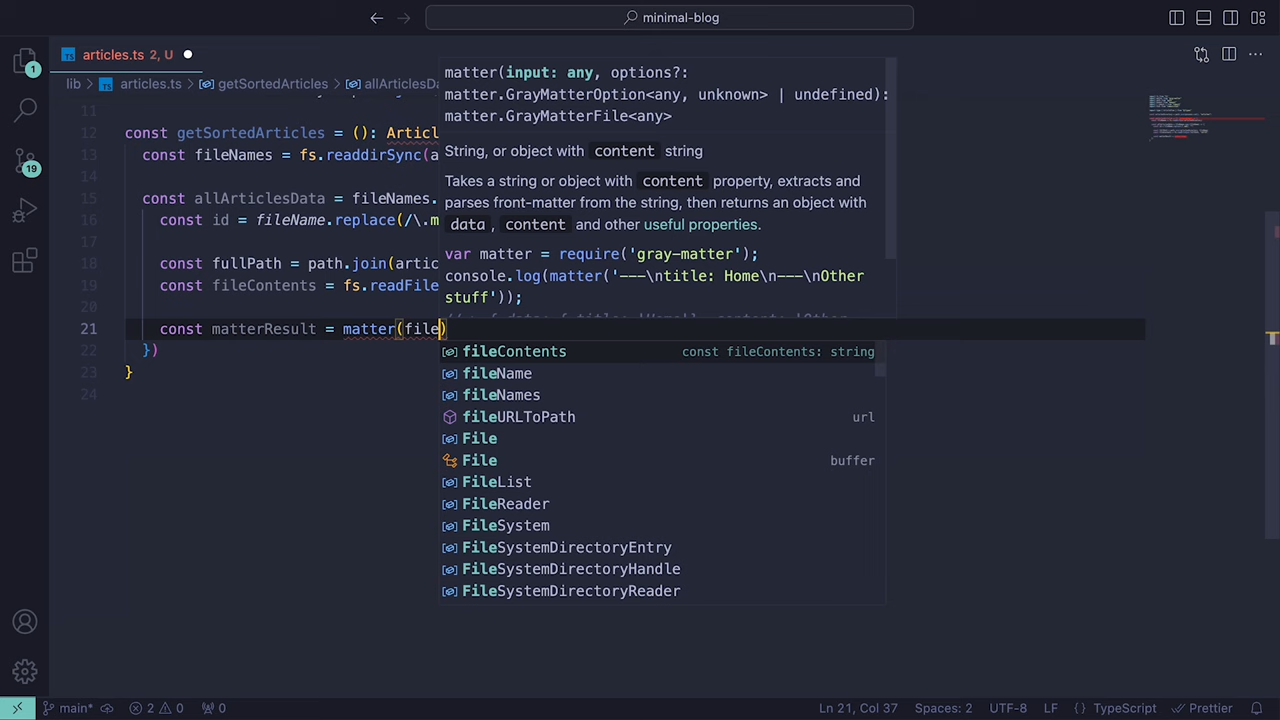 minimal-blog
articles.ts 2, U
lib > articles.ts > getSortedArticles > allArticlesDa
11
12 const getSortedArticles = (): Articl
13 const fileNames = fs.readdirSync(a
14
15 const allArticlesData = fileNames.
16 const id = fileName.replace(/\.m
17
18 const fullPath = path.join(artic
19 const fileContents = fs.readFile
20
21 const matterResult = matter(file)
22 })
23 }
24
matter(input: any, options?:
matter.GrayMatterOption<any, unknown> | undefined):
matter.GrayMatterFile<any>
String, or object with content string
Takes a string or object with content property, extracts and
parses front-matter from the string, then returns an object with
data, content and other useful properties.
var matter = require('gray-matter');
console.log(matter('---\ntitle: Home\n---\nOther
stuff'));
fileContents const fileContents: string
fileName
fileNames
fileURLToPath url
File
File buffer
FileList
FileReader
FileSystem
FileSystemDirectoryEntry
FileSystemDirectoryHandle
FileSystemDirectoryReader
1
19
main* 2 0 0 Ln 21, Col 37 Spaces: 2 UTF-8 LF {} TypeScript Prettier